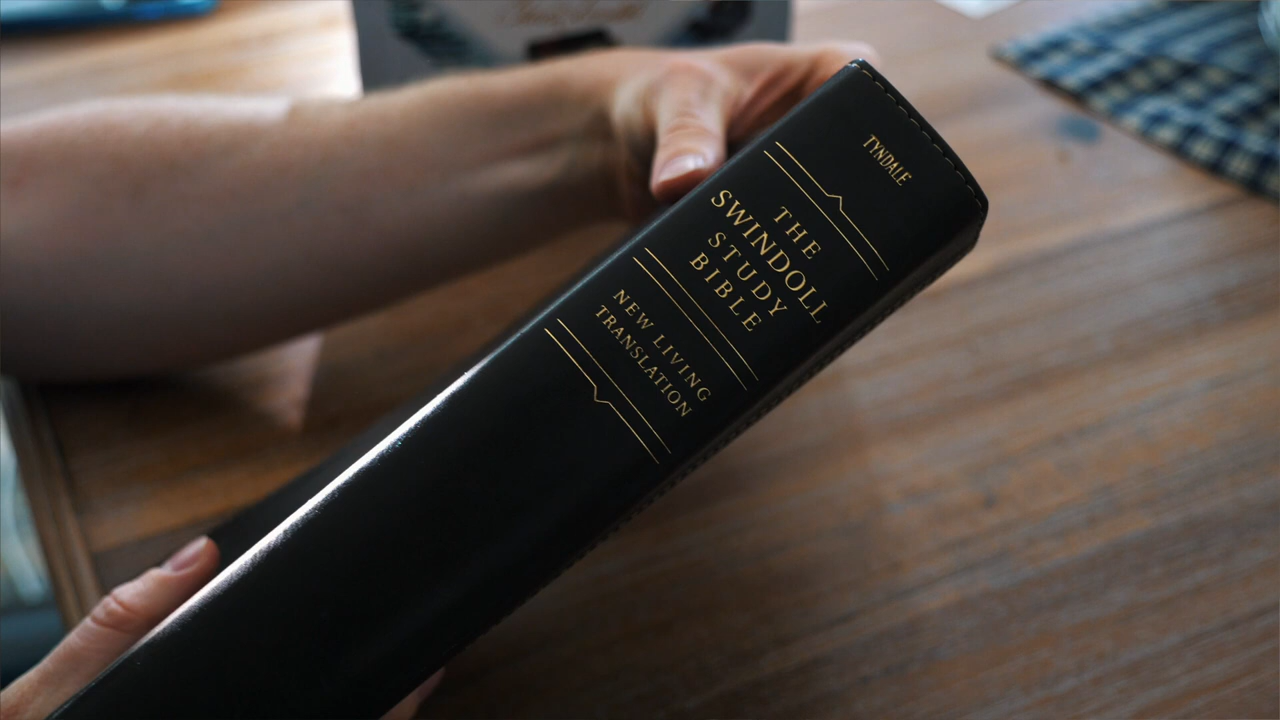 TYNDALE
THE
SWINDOLL
STUDY
BIBLE
NEW LIVING
TRANSLATION